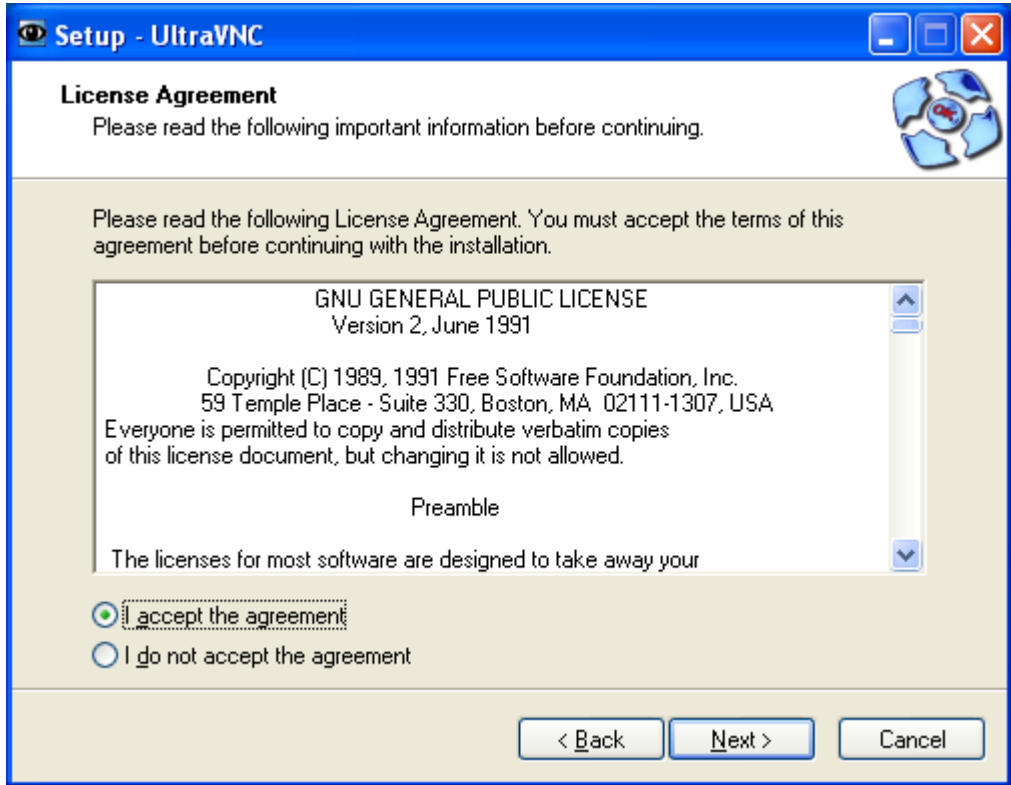 Setup - UltraVNC
License Agreement
Please read the following important information before continuing.
Please read the following License Agreement. You must accept the terms of this
agreement before continuing with the installation.
GNU GENERAL PUBLIC LICENSE
Version 2, June 1991
Copyright (C) 1989, 1991 Free Software Foundation, Inc.
59 Temple Place - Suite 330, Boston, MA  02111-1307, USA
Everyone is permitted to copy and distribute verbatim copies
of this license document, but changing it is not allowed.
Preamble
The licenses for most software are designed to take away your
I accept the agreement
I do not accept the agreement
< Back
Next >
Cancel